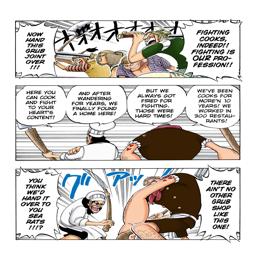 FIGHTING
COOKS,
INDEED!!
FIGHTING IS
OUR PRO-
FESSION!!
NOW
HAND
THIS
GRUB
JOINT
OVER
!!!
WE'VE BEEN
COOKS FOR
MORE'N 10
YEARS! WE
WORKED IN
300
RESTAU-
RANTS!
BUT WE
ALWAYS GOT
FIRED FOR
FIGHTING.
THOSE WERE
HARD TIMES!
AND AFTER
WANDERING
FOR YEARS, WE
FINALLY FOUND
A HOME HERE!
HERE YOU
CAN COOK
AND FIGHT
TO YOUR
HEART'S
CONTENT!
THERE
AIN'T NO
OTHER
GRUB
SHOP
LIKE THIS
ONE!
YOU
THINK WE'D
HAND IT
OVER TO
YOU
SEA
RATS
!!!?